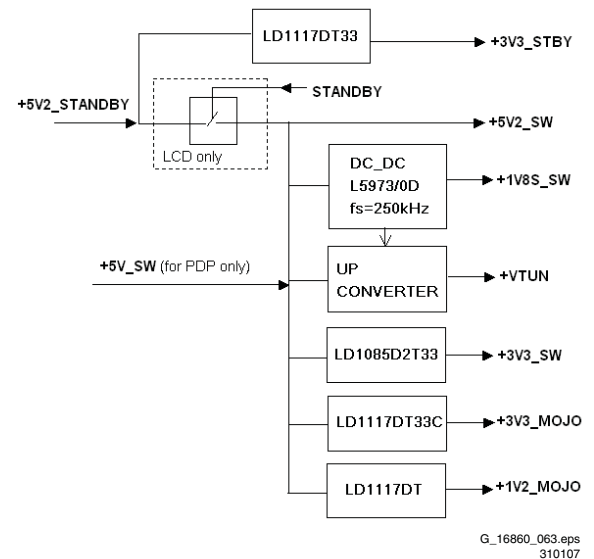 LD1117DT33
+3V3_STBY
STANDBY
+5V2_STANDBY
+5V2_SW
LCD only
DC_DC
L5973/0D
fs=250kHz
+1V8S_SW
+5V_SW (for PDP only)
UP
CONVERTER
+VTUN
LD1085D2T33
+3V3_SW
LD1117DT33C
+3V3_MOJO
LD1117DT
+1V2_MOJO
G_16860_063.eps
310107